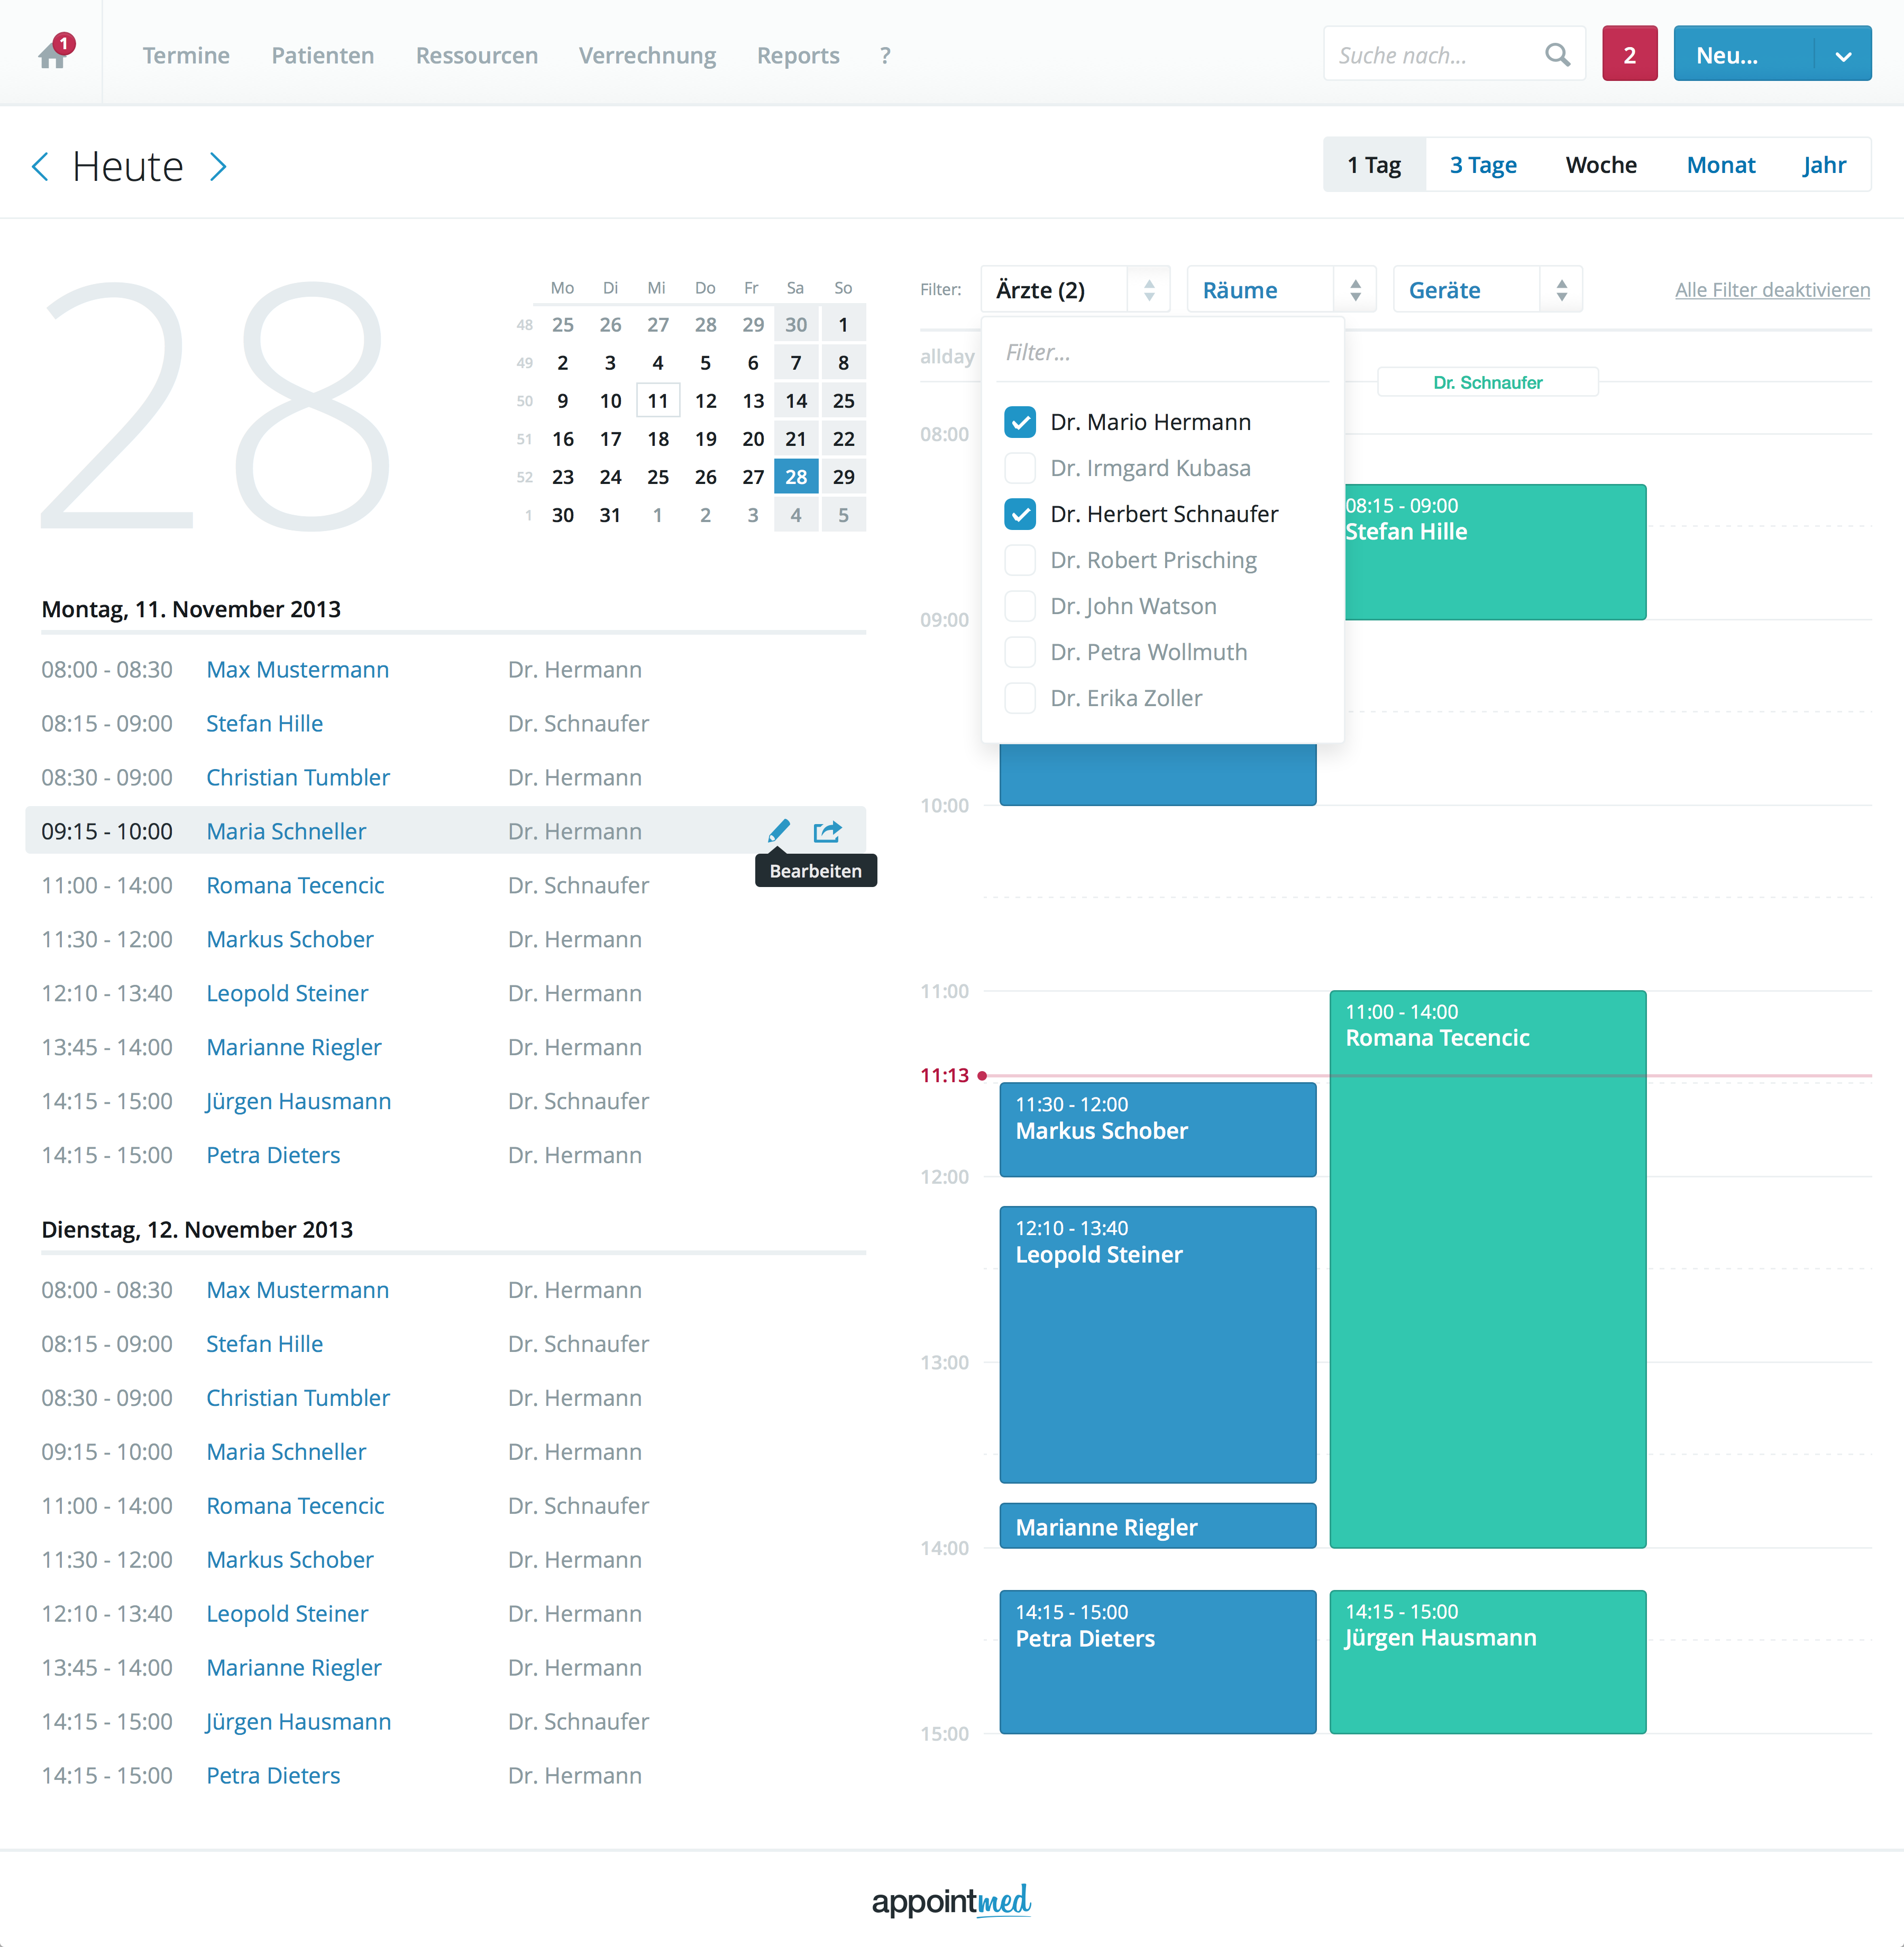 1
Termine Patienten Ressourcen Verrechnung Reports ?
Suche nach...
2
Neu...
Heute
1 Tag 3 Tage Woche Monat Jahr
28
Mo Di Mi Do Fr Sa So
48 25 26 27 28 29 30 1
49 2 3 4 5 6 7 8
50 9 10 11 12 13 14 25
51 16 17 18 19 20 21 22
52 23 24 25 26 27 28 29
1 30 31 1 2 3 4 5
Montag, 11. November 2013
08:00 - 08:30 Max Mustermann Dr. Hermann
08:15 - 09:00 Stefan Hille Dr. Schnaufer
08:30 - 09:00 Christian Tumbler Dr. Hermann
09:15 - 10:00 Maria Schneller Dr. Hermann
Bearbeiten
11:00 - 14:00 Romana Tecencic Dr. Schnaufer
11:30 - 12:00 Markus Schober Dr. Hermann
12:10 - 13:40 Leopold Steiner Dr. Hermann
13:45 - 14:00 Marianne Riegler Dr. Hermann
14:15 - 15:00 Jürgen Hausmann Dr. Schnaufer
14:15 - 15:00 Petra Dieters Dr. Hermann
Dienstag, 12. November 2013
08:00 - 08:30 Max Mustermann Dr. Hermann
08:15 - 09:00 Stefan Hille Dr. Schnaufer
08:30 - 09:00 Christian Tumbler Dr. Hermann
09:15 - 10:00 Maria Schneller Dr. Hermann
11:00 - 14:00 Romana Tecencic Dr. Schnaufer
11:30 - 12:00 Markus Schober Dr. Hermann
12:10 - 13:40 Leopold Steiner Dr. Hermann
13:45 - 14:00 Marianne Riegler Dr. Hermann
14:15 - 15:00 Jürgen Hausmann Dr. Schnaufer
14:15 - 15:00 Petra Dieters Dr. Hermann
Filter: Ärzte (2) Räume Geräte Alle Filter deaktivieren
Filter...
Dr. Mario Hermann
Dr. Irmgard Kubasa
Dr. Herbert Schnaufer
Dr. Robert Prisching
Dr. John Watson
Dr. Petra Wollmuth
Dr. Erika Zoller
allday
Dr. Schnaufer
08:00
08:15 - 09:00
Stefan Hille
09:00
10:00
11:00
11:00 - 14:00
Romana Tecencic
11:13
11:30 - 12:00
Markus Schober
12:00
12:10 - 13:40
Leopold Steiner
13:00
Marianne Riegler
14:00
14:15 - 15:00
Petra Dieters
14:15 - 15:00
Jürgen Hausmann
15:00
appointmed